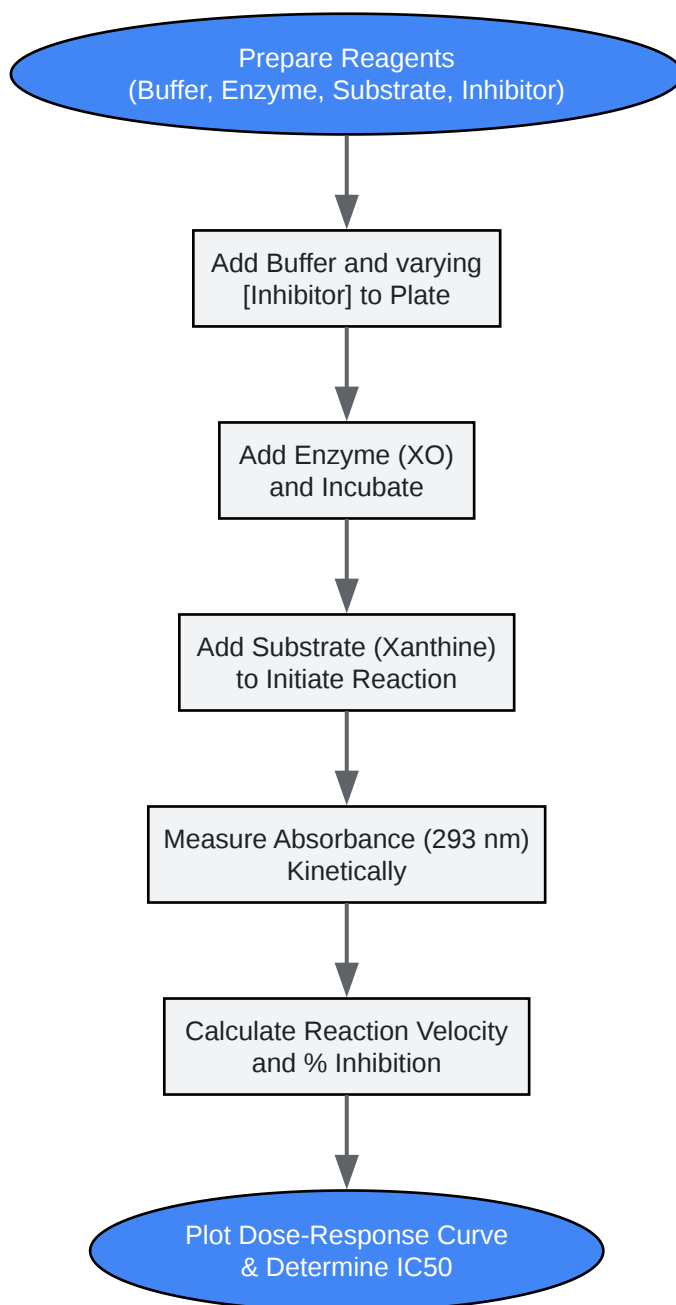 Prepare Reagents
(Buffer, Enzyme, Substrate, Inhibitor)
Add Buffer and varying
[Inhibitor] to Plate
Add Enzyme (XO)
and Incubate
Add Substrate (Xanthine)
to Initiate Reaction
Measure Absorbance (293 nm)
Kinetically
Calculate Reaction Velocity
and % Inhibition
Plot Dose-Response Curve
& Determine IC50